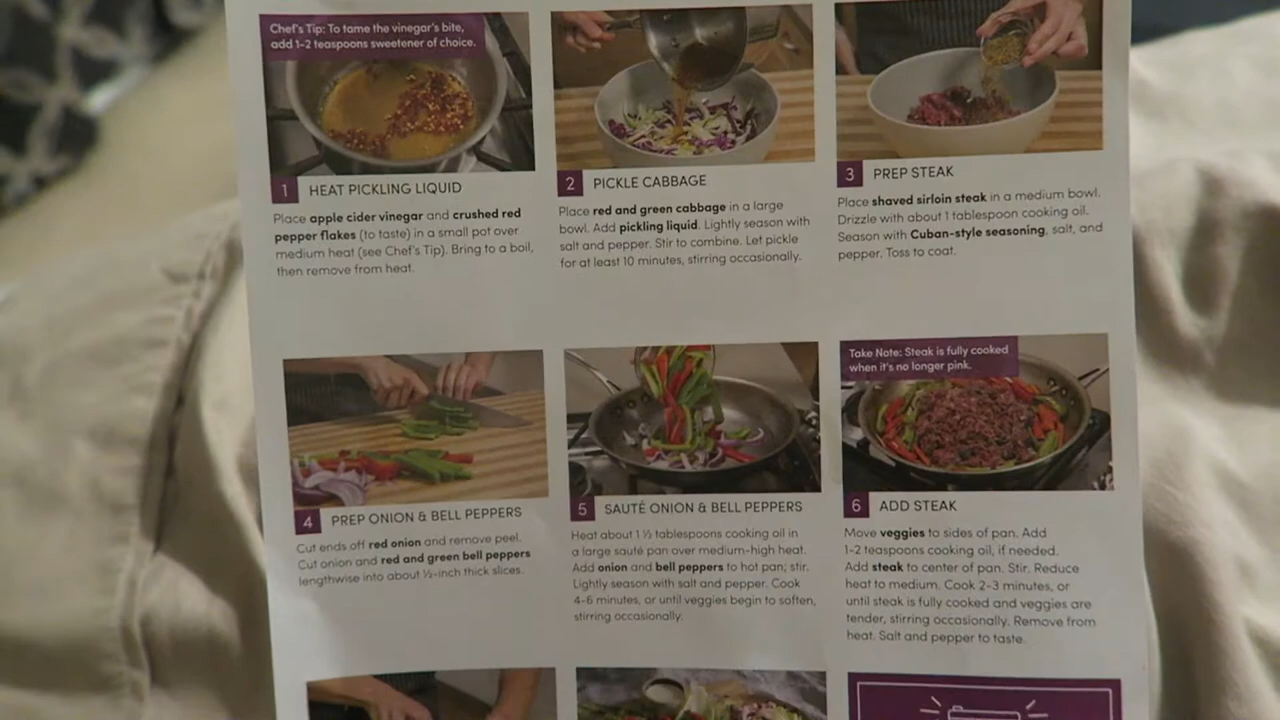 Chef's Tip: To tame the vinegar's bite,
add 1-2 teaspoons sweetener of choice.
1 HEAT PICKLING LIQUID
Place apple cider vinegar and crushed red
pepper flakes (to taste) in a small pot over
medium heat (see Chef's Tip). Bring to a boil,
then remove from heat.
2 PICKLE CABBAGE
Place red and green cabbage in a large
bowl. Add pickling liquid. Lightly season with
salt and pepper. Stir to combine. Let pickle
for at least 10 minutes, stirring occasionally.
3 PREP STEAK
Place shaved sirloin steak in a medium bowl.
Drizzle with about 1 tablespoon cooking oil.
Season with Cuban-style seasoning, salt, and
pepper. Toss to coat.
4 PREP ONION & BELL PEPPERS
Cut ends off red onion and remove peel.
Cut onion and red and green bell peppers
lengthwise into about ½-inch thick slices.
5 SAUTÉ ONION & BELL PEPPERS
Heat about 1 ½ tablespoons cooking oil in
a large sauté pan over medium-high heat.
Add onion and bell peppers to hot pan; stir.
Lightly season with salt and pepper. Cook
4-6 minutes, or until veggies begin to soften,
stirring occasionally.
Take Note: Steak is fully cooked
when it's no longer pink.
6 ADD STEAK
Move veggies to sides of pan. Add
1-2 teaspoons cooking oil, if needed.
Add steak to center of pan. Stir. Reduce
heat to medium. Cook 2-3 minutes, or
until steak is fully cooked and veggies are
tender, stirring occasionally. Remove from
heat. Salt and pepper to taste.